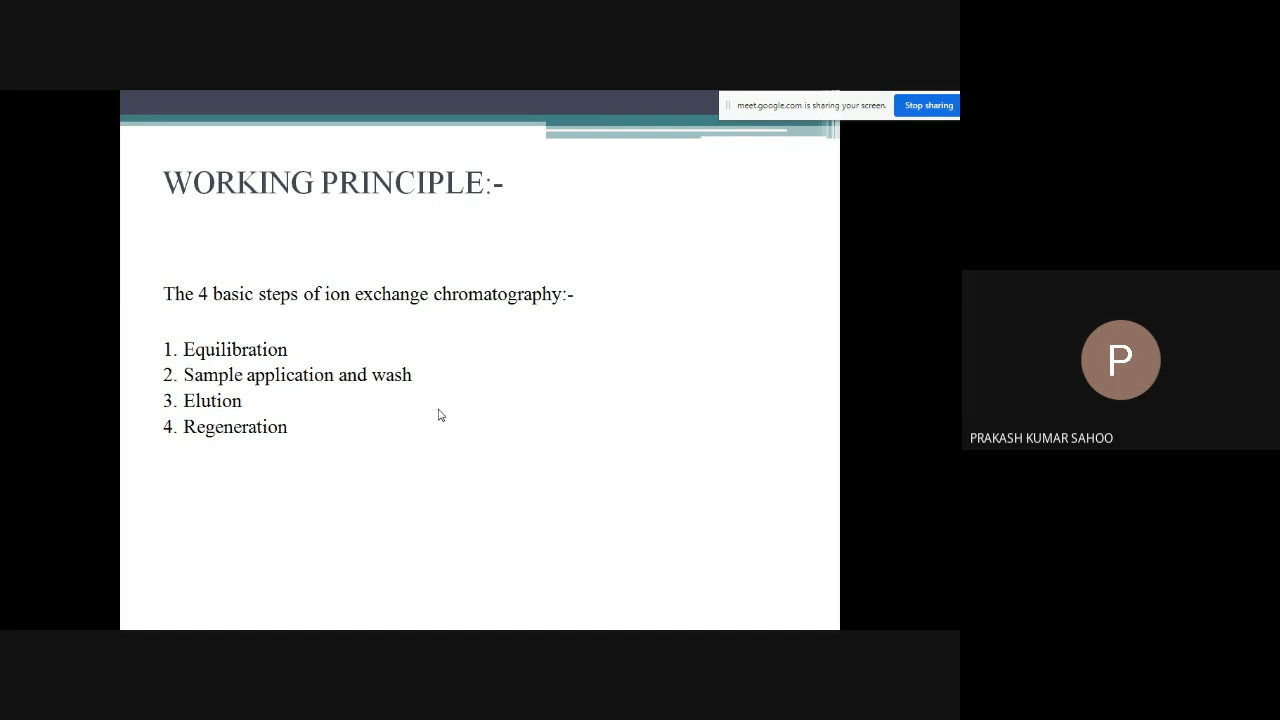 meet.google.com is sharing your screen.
Stop sharing
WORKING PRINCIPLE:-
The 4 basic steps of ion exchange chromatography:-
1. Equilibration
2. Sample application and wash
3. Elution
4. Regeneration
P
PRAKASH KUMAR SAHOO